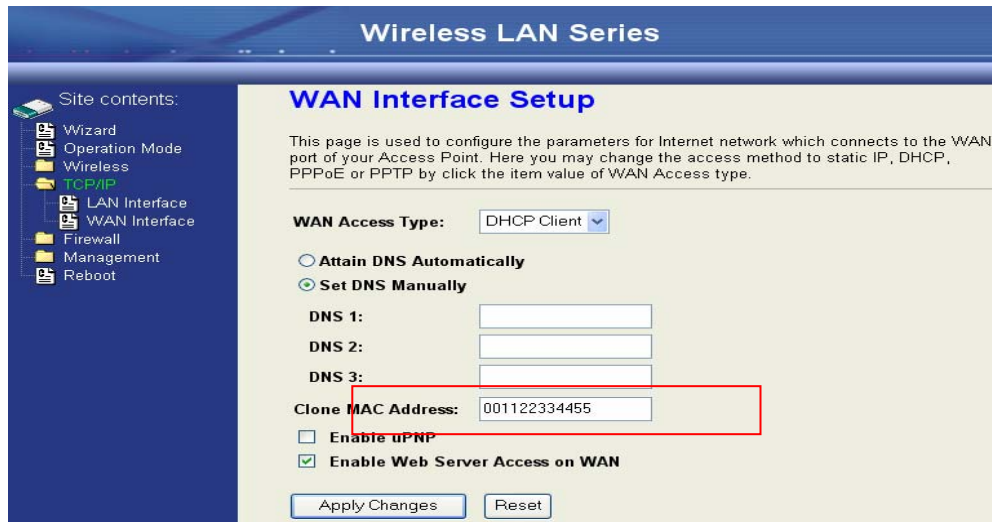 Wireless LAN Series
Site contents:
Wizard
Operation Mode
Wireless
TCP/IP
LAN Interface
WAN Interface
Firewall
Management
Reboot
WAN Interface Setup
This page is used to configure the parameters for Internet network which connects to the WAN
port of your Access Point. Here you may change the access method to static IP, DHCP,
PPPoE or PPTP by click the item value of WAN Access type.
WAN Access Type: DHCP Client
Attain DNS Automatically
Set DNS Manually
DNS 1:
DNS 2:
DNS 3:
Clone MAC Address: 001122334455
Enable uPNP
Enable Web Server Access on WAN
Apply Changes Reset